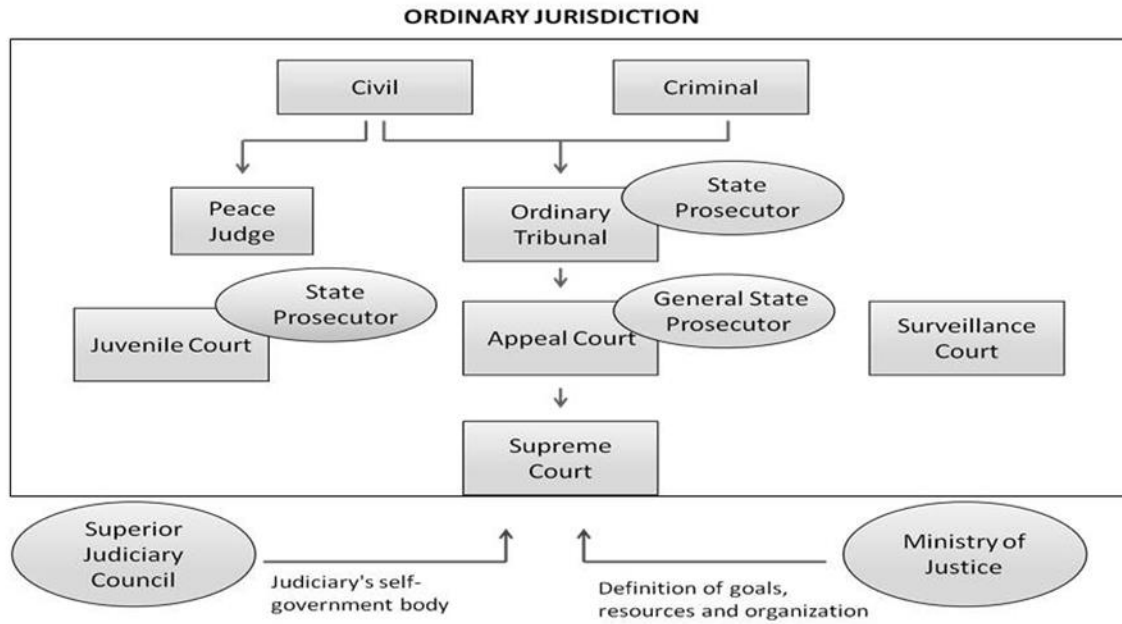 ORDINARY JURISDICTION
Civil
Criminal
Peace
Judge
Ordinary
Tribunal
State
Prosecutor
Juvenile Court
State
Prosecutor
Appeal Court
General State
Prosecutor
Surveillance
Court
Supreme
Court
Superior
Judiciary
Council
Judiciary's self-
government body
Definition of goals,
resources and organization
Ministry of
Justice